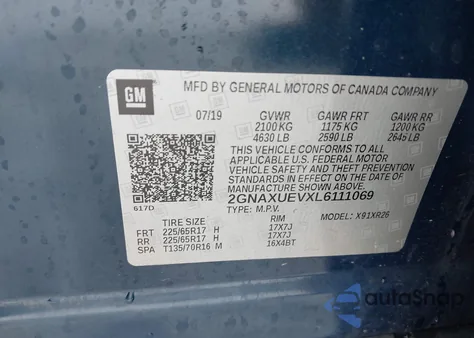 GM
MFD BY GENERAL MOTORS OF CANADA COMPANY
07/19 GVWR GAWR FRT GAWR RR
2100 KG 1175 KG 1200 KG
4630 LB 2590 LB 2645 LB
THIS VEHICLE CONFORMS TO ALL
APPLICABLE U.S. FEDERAL MOTOR
VEHICLE SAFETY AND THEFT PREVENTION
STANDARDS IN EFFECT ON THE DATE OF
MANUFACTURE SHOWN ABOVE.
2GNAXUEVXL6111069
617D
TYPE: M.P.V. MODEL: X91XR26
TIRE SIZE RIM
FRT 225/65R17 H 17X7J
RR 225/65R17 H 17X7J
SPA T135/70R16 M 16X4BT
autoSnap